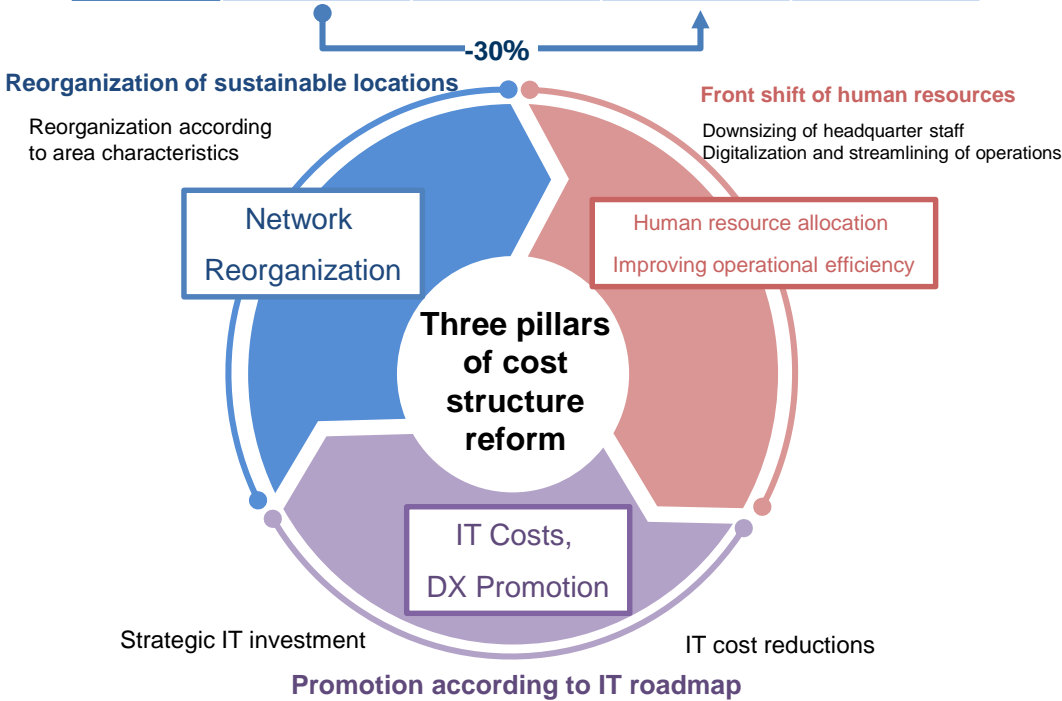 -30%
Reorganization of sustainable locations
Reorganization according
to area characteristics
Front shift of human resources
Downsizing of headquarter staff
Digitalization and streamlining of operations
Network
Reorganization
Human resource allocation
Improving operational efficiency
Three pillars
of cost
structure
reform
IT Costs,
DX Promotion
Strategic IT investment
IT cost reductions
Promotion according to IT roadmap